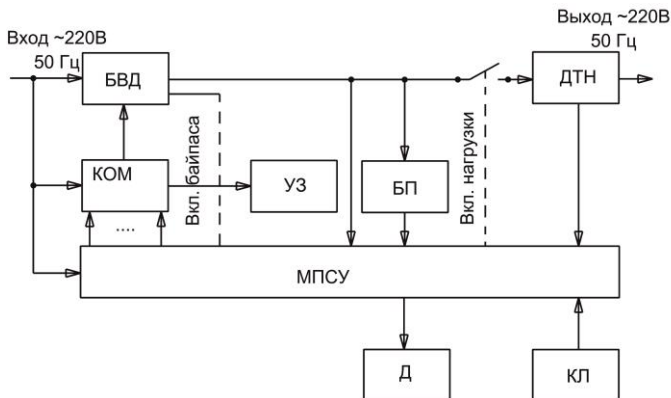 Вход ~220В
50 Гц
Выход ~220В
50 Гц
БВД
ДТН
КОМ
Вкл. байпаса
УЗ
БП
Вкл. нагрузки
....
МПСУ
Д
КЛ